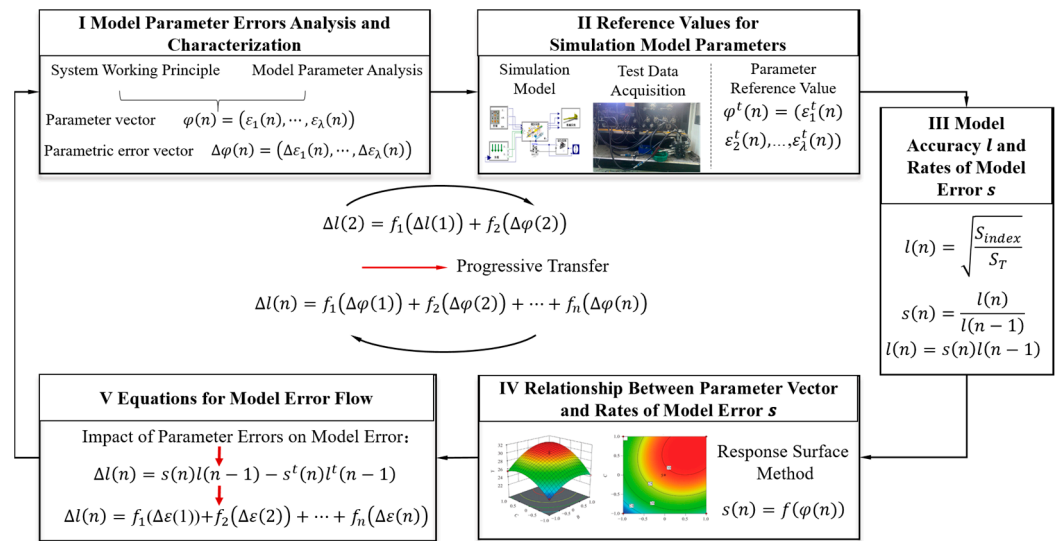 I Model Parameter Errors Analysis and
Characterization
System Working Principle Model Parameter Analysis
Parameter vector φ(n) = (ε₁(n), ⋯ , ε_λ(n))
Parametric error vector Δφ(n) = (Δε₁(n), ⋯ , Δε_λ(n))
II Reference Values for
Simulation Model Parameters
Simulation
Model
Test Data
Acquisition
Parameter
Reference Value
φᵗ(n) = (ε₁ᵗ(n)
ε₂ᵗ(n),…,ε_λᵗ(n))
III Model
Accuracy l and
Rates of Model
Error s
l(n) = √(S_index / S_T)
s(n) = l(n) / l(n − 1)
l(n) = s(n)l(n − 1)
Δl(2) = f₁(Δl(1)) + f₂(Δφ(2))
Progressive Transfer
Δl(n) = f₁(Δφ(1)) + f₂(Δφ(2)) + ⋯ + fₙ(Δφ(n))
V Equations for Model Error Flow
Impact of Parameter Errors on Model Error：
Δl(n) = s(n)l(n − 1) − sᵗ(n)lᵗ(n − 1)
Δl(n) = f₁(Δε(1))+f₂(Δε(2)) + ⋯ + fₙ(Δε(n))
IV Relationship Between Parameter Vector
and Rates of Model Error s
Response Surface
Method
s(n) = f(φ(n))